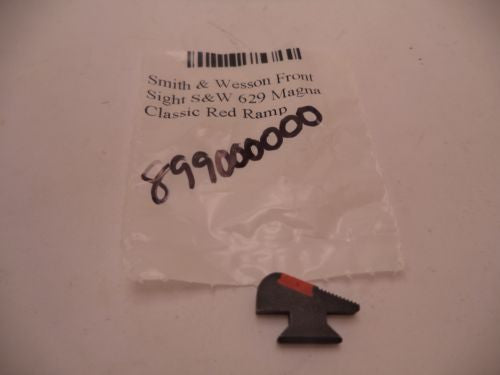 Smith & Wesson Front
Sight S&W 629 Magna
Classic Red Ramp
899000000